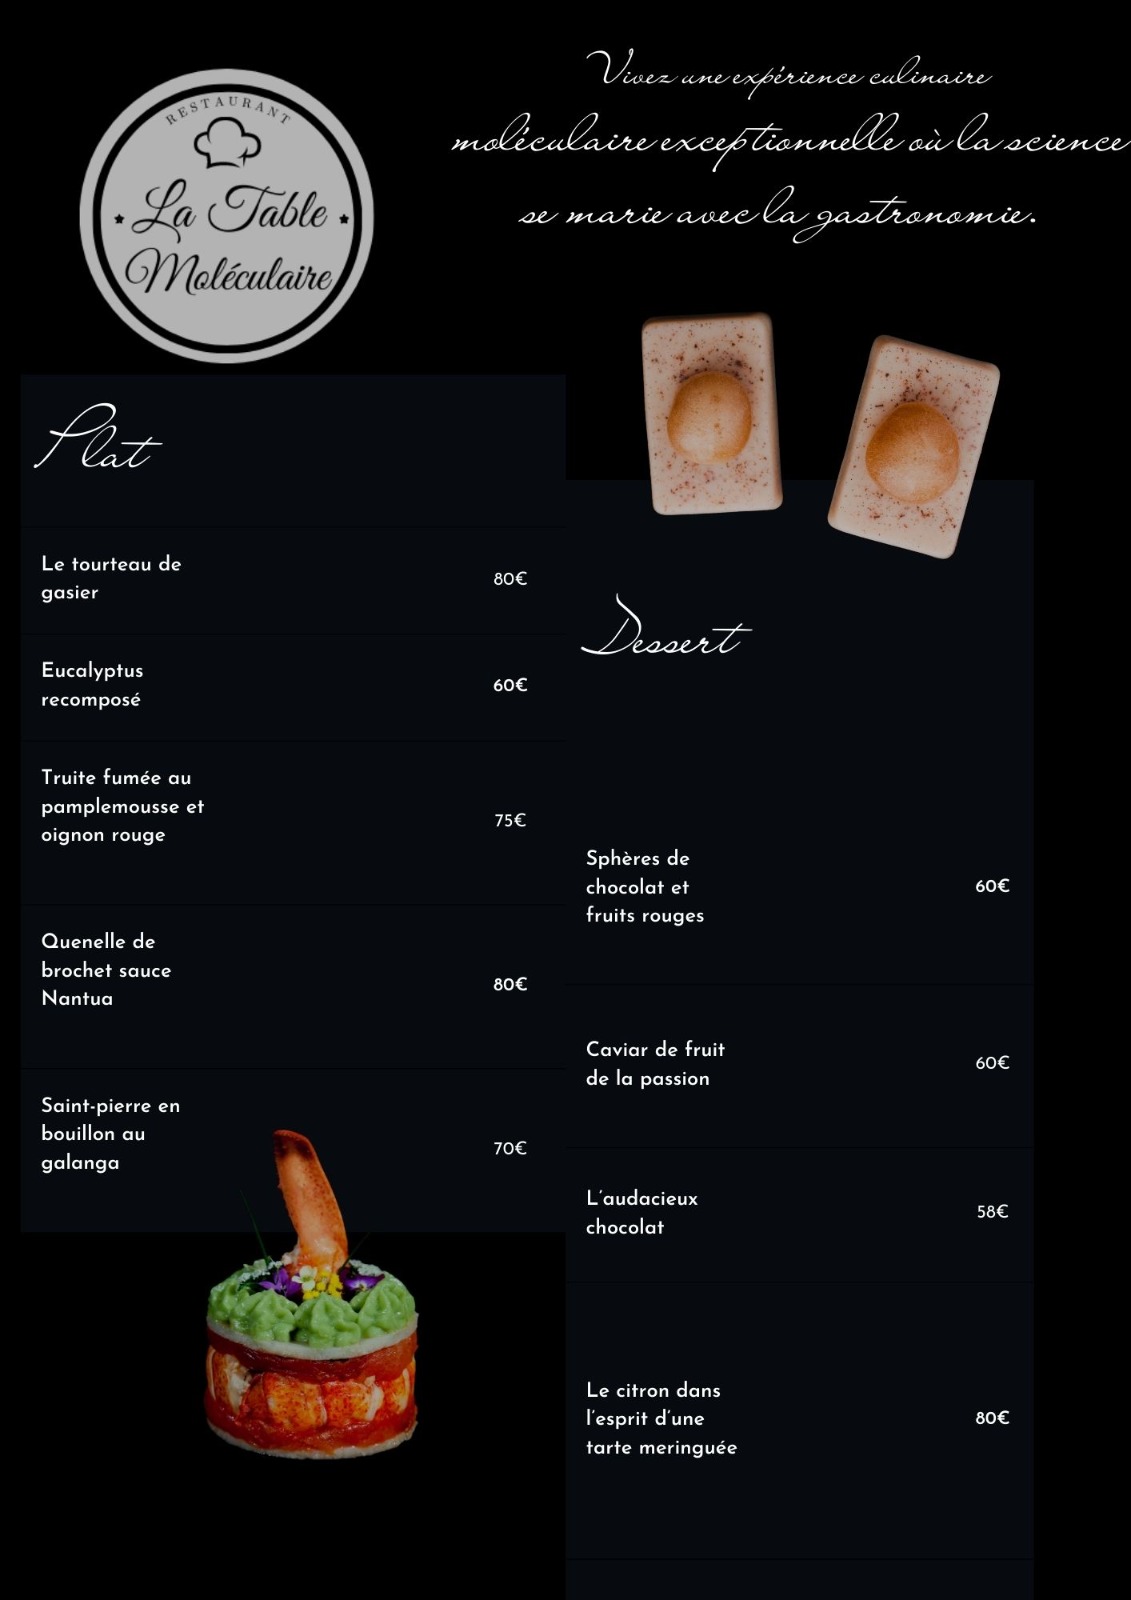 RESTAURANT
La Table
Moléculaire
Vivez une expérience culinaire
moléculaire exceptionnelle où la science
se marie avec la gastronomie.
Plat
Le tourteau de
gasier
80€
Eucalyptus
recomposé
60€
Truite fumée au
pamplemousse et
oignon rouge
75€
Quenelle de
brochet sauce
Nantua
80€
Saint-pierre en
bouillon au
galanga
70€
Dessert
Sphères de
chocolat et
fruits rouges
60€
Caviar de fruit
de la passion
60€
L'audacieux
chocolat
58€
Le citron dans
l'esprit d'une
tarte meringuée
80€